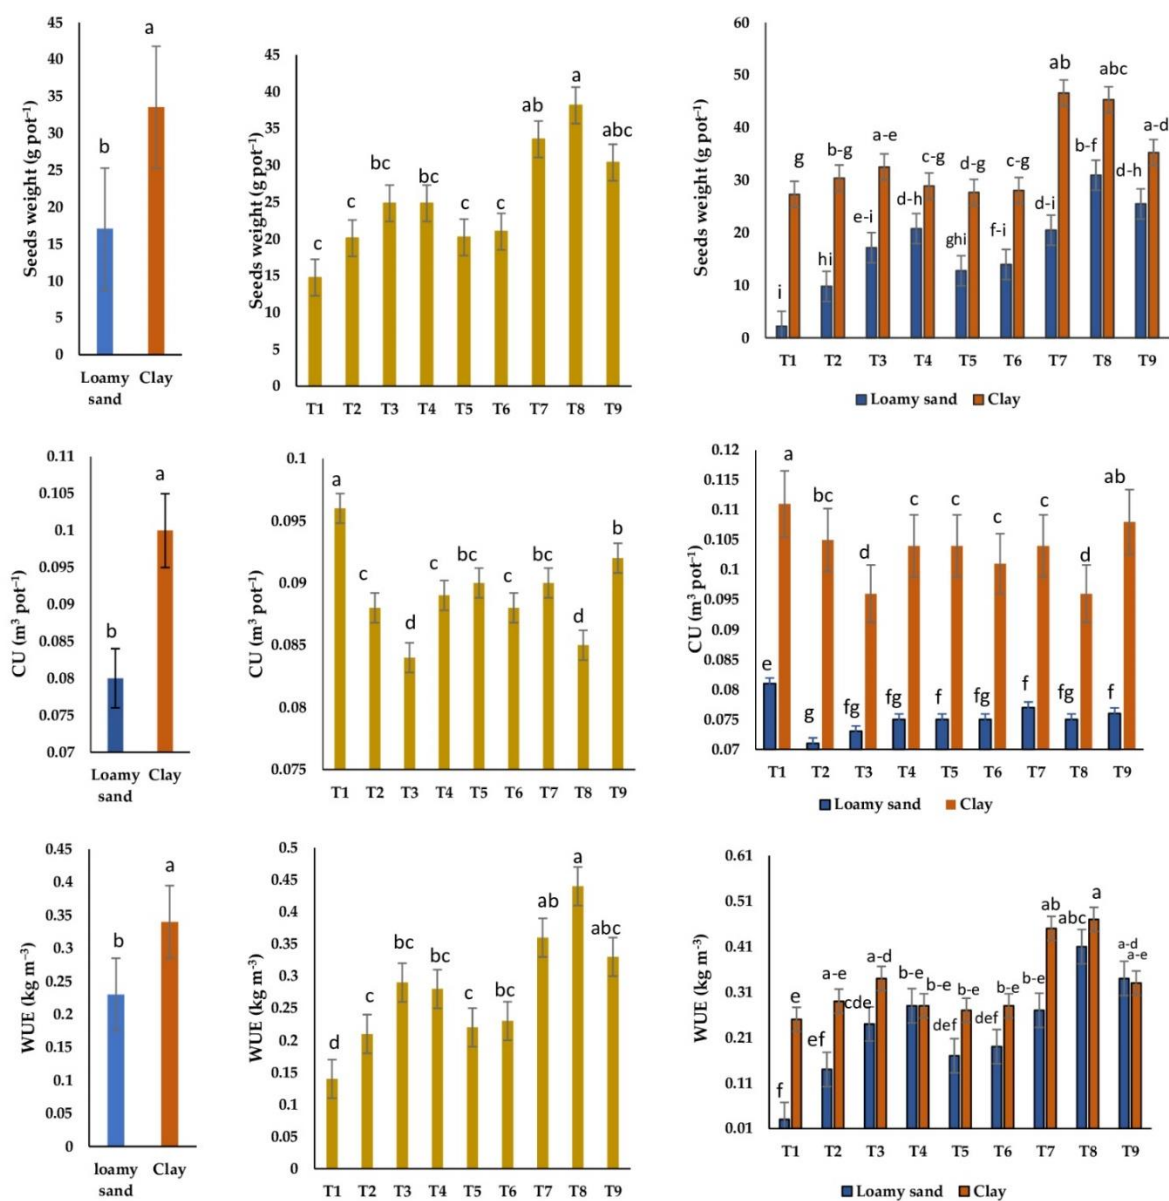 45
40
35
30
25
20
15
10
5
0
Seeds weight (g pot⁻¹)
b
a
Loamy
sand
Clay
45
40
35
30
25
20
15
10
5
0
Seeds weight (g pot⁻¹)
c
c
bc
bc
c
c
ab
a
abc
T1 T2 T3 T4 T5 T6 T7 T8 T9
60
50
40
30
20
10
0
Seeds weight (g pot⁻¹)
i
g
hi
b-g
e-i
a-e
d-h
c-g
ghi
d-g
f-i
c-g
d-i
ab
b-f
abc
d-h
a-d
T1 T2 T3 T4 T5 T6 T7 T8 T9
Loamy sand Clay
0.11
0.105
0.1
0.095
0.09
0.085
0.08
0.075
0.07
CU (m³ pot⁻¹)
b
a
Loamy
sand
Clay
0.1
0.095
0.09
0.085
0.08
0.075
CU (m³ pot⁻¹)
a
c
d
c
bc
c
bc
d
b
T1 T2 T3 T4 T5 T6 T7 T8 T9
0.12
0.115
0.11
0.105
0.1
0.095
0.09
0.085
0.08
0.075
0.07
CU (m³ pot⁻¹)
e
a
g
bc
fg
d
fg
c
f
c
fg
c
f
c
fg
d
f
ab
T1 T2 T3 T4 T5 T6 T7 T8 T9
Loamy sand Clay
0.45
0.4
0.35
0.3
0.25
0.2
0.15
0.1
0.05
0
WUE (kg m⁻³)
b
a
loamy
sand
Clay
0.5
0.45
0.4
0.35
0.3
0.25
0.2
0.15
0.1
0.05
0
WUE (kg m⁻³)
d
c
bc
bc
c
bc
ab
a
abc
T1 T2 T3 T4 T5 T6 T7 T8 T9
0.61
0.51
0.41
0.31
0.21
0.11
0.01
WUE (kg m⁻³)
f
e
ef
a-e
cde
a-d
b-e
b-e
def
b-e
def
b-e
b-e
ab
abc
a
a-d
a-e
T1 T2 T3 T4 T5 T6 T7 T8 T9
Loamy sand Clay